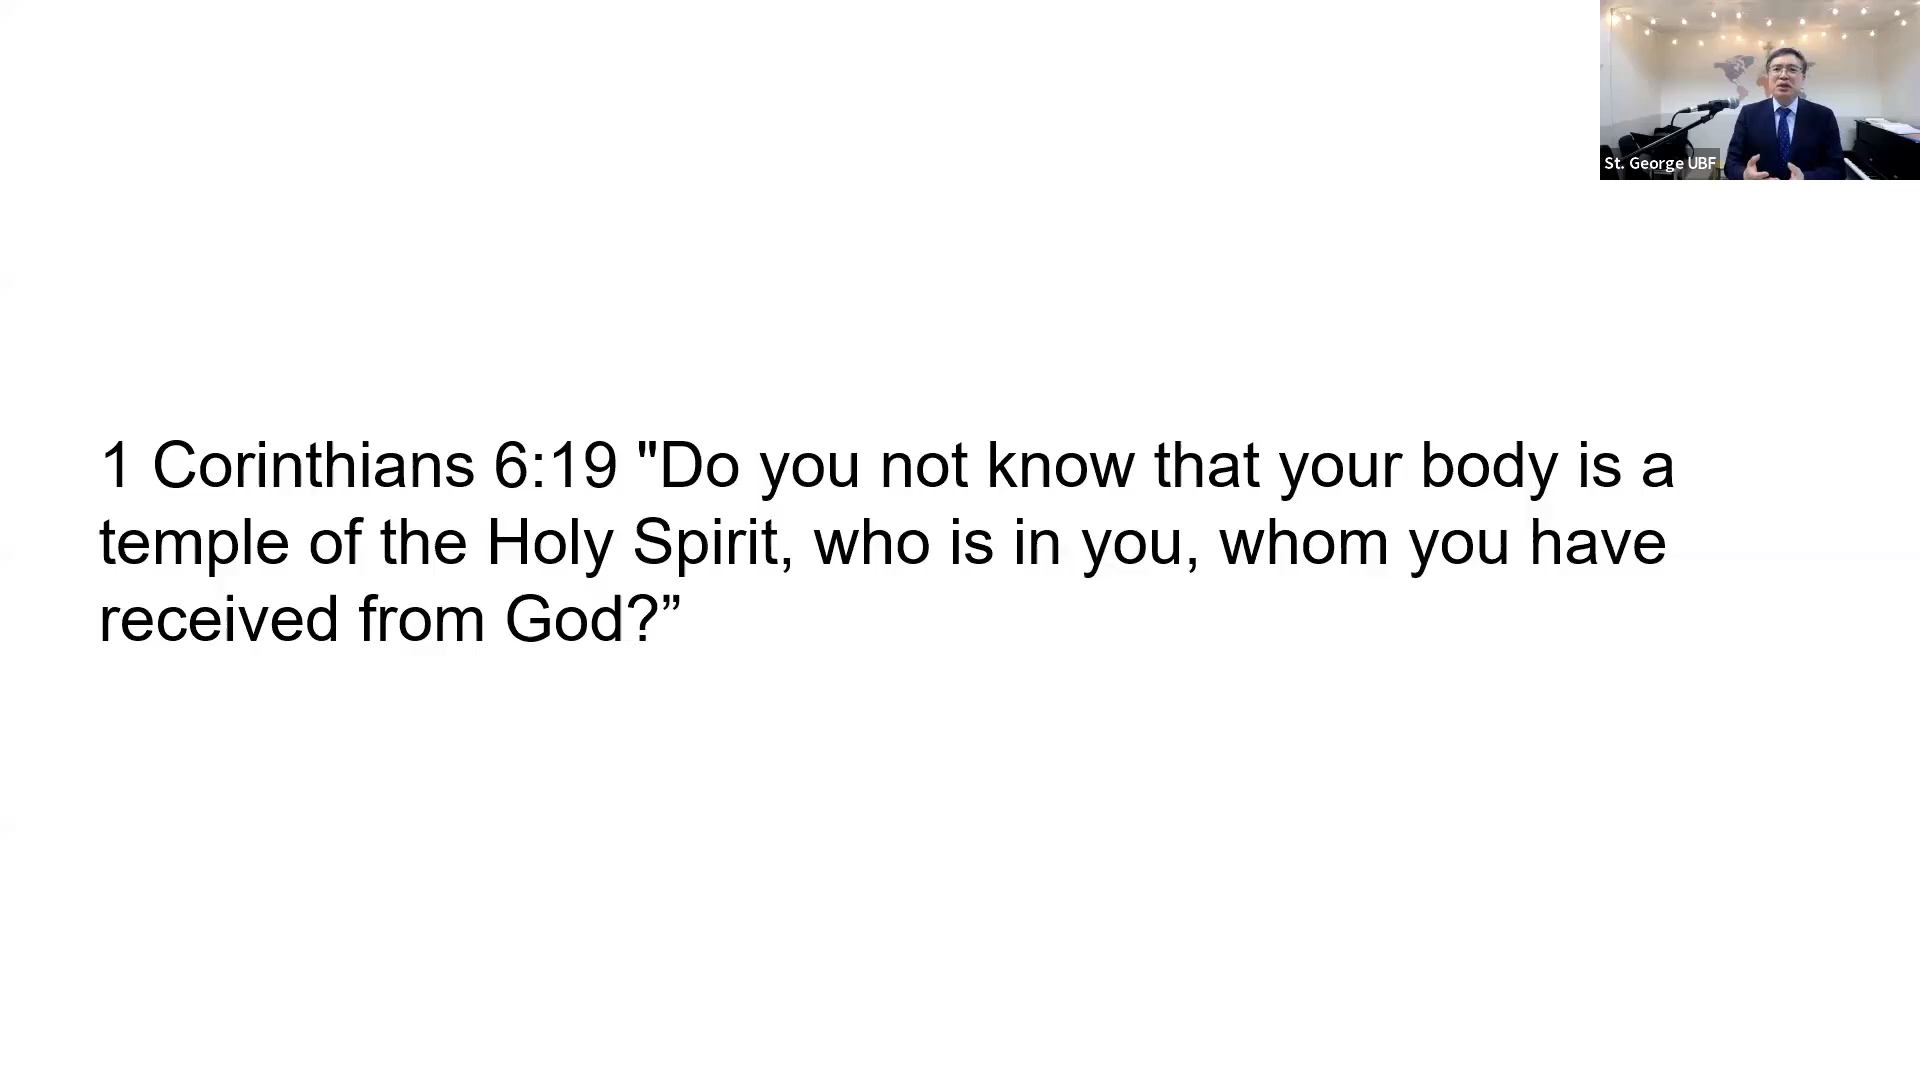 St. George UBF
1 Corinthians 6:19 "Do you not know that your body is a
temple of the Holy Spirit, who is in you, whom you have
received from God?”